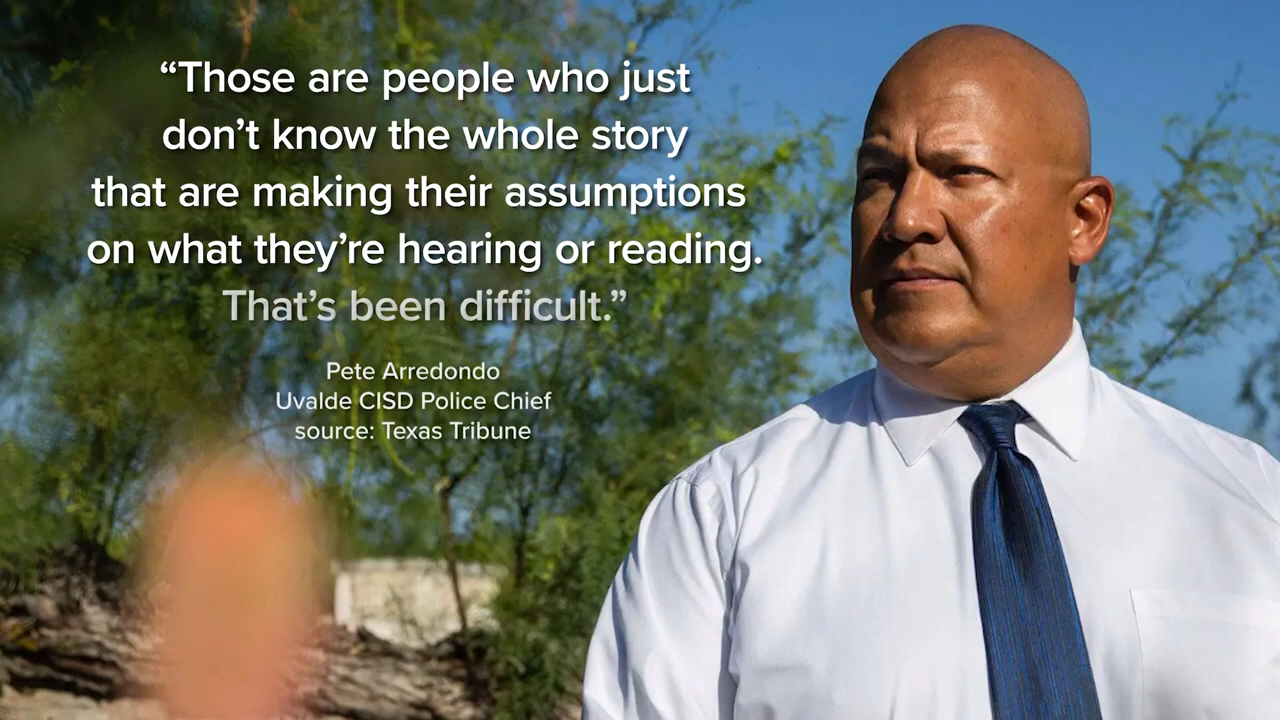 “Those are people who just
don’t know the whole story
that are making their assumptions
on what they’re hearing or reading.
That’s been difficult.”
Pete Arredondo
Uvalde CISD Police Chief
source: Texas Tribune